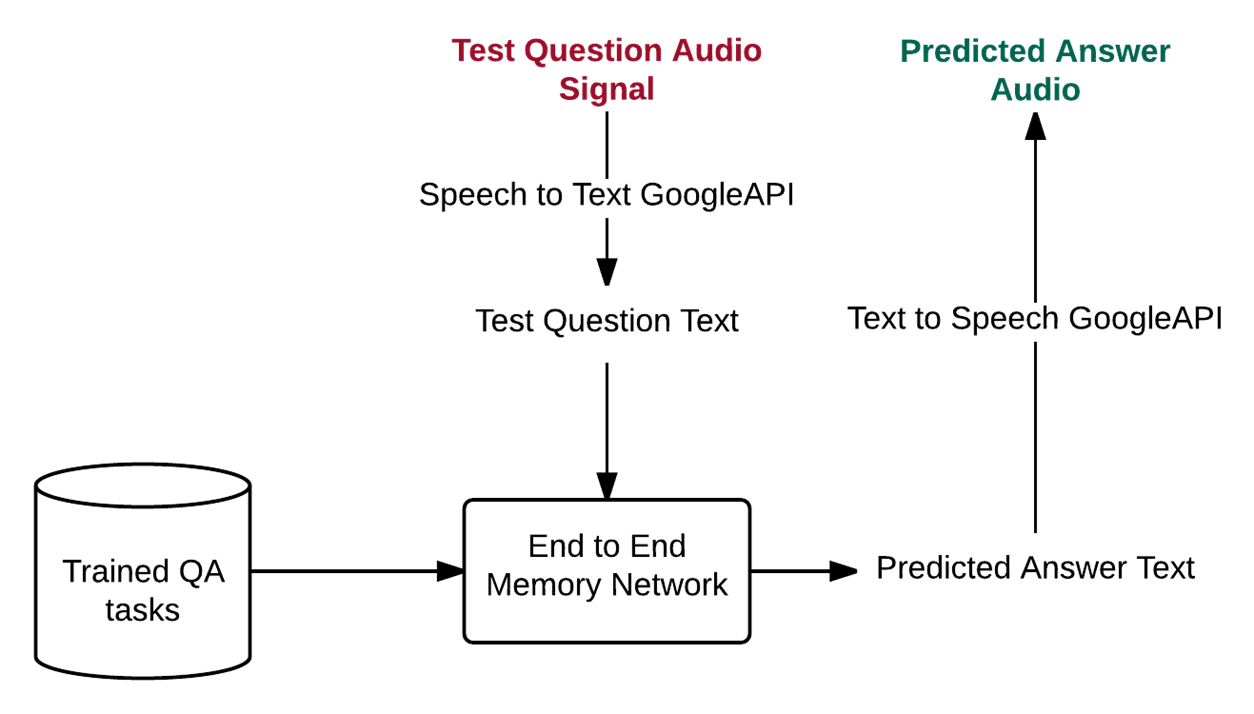 Test Question Audio
Signal
Predicted Answer
Audio
Speech to Text GoogleAPI
Test Question Text
Text to Speech GoogleAPI
Trained QA
tasks
End to End
Memory Network
Predicted Answer Text